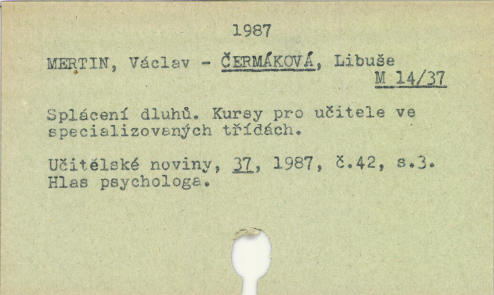 1987
MERTIN, Václav - ČERMÁKOVÁ, Libuše
M 14/37
Splácení dluhů. Kursy pro učitele ve
specializovaných třídách.
Učitelské noviny, 37, 1987, č.42, s.3.
Hlas psychologa.